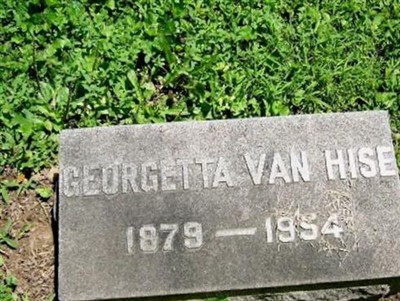 GEORGETTA VAN HISE
1879 — 1954